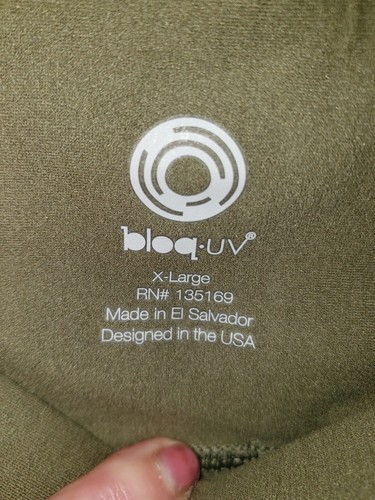 bloq·UV®
X-Large
RN# 135169
Made in El Salvador
Designed in the USA